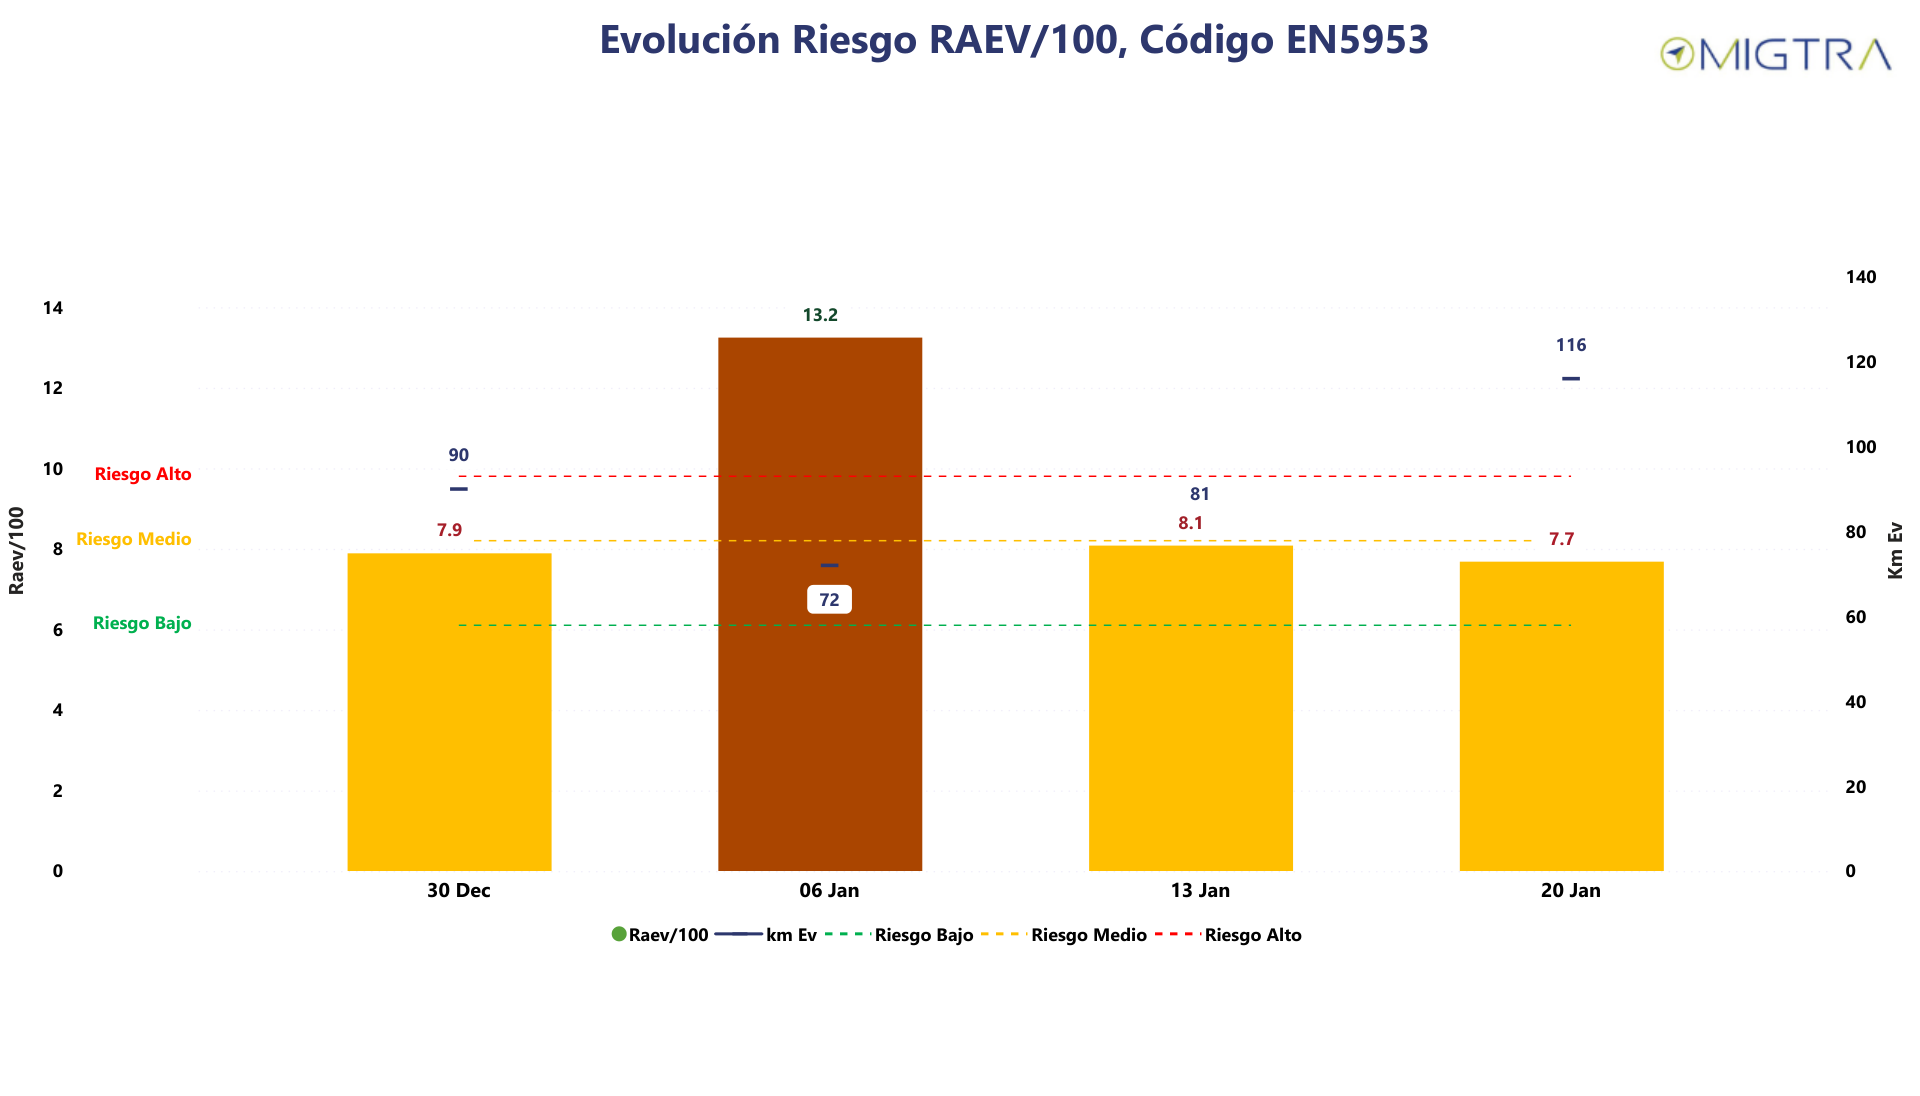 Evolución Riesgo RAEV/100, Código EN5953
MIGTRA
140
14
13.2
116
120
12
90
100
10
Riesgo Alto
81
7.9
8.1
7.7
Riesgo Medio
80
8
Raev/100
Km Ev
72
Riesgo Bajo
60
6
40
4
20
2
0
0
30 Dec
06 Jan
13 Jan
20 Jan
Raev/100 km Ev Riesgo Bajo Riesgo Medio Riesgo Alto